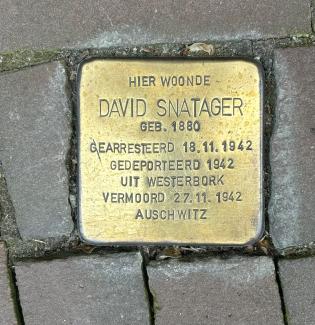 HIER WOONDE
DAVID SNATAGER
GEB. 1880
GEARRESTEERD 18.11.1942
GEDEPORTEERD 1942
UIT WESTERBORK
VERMOORD 27.11.1942
AUSCHWITZ